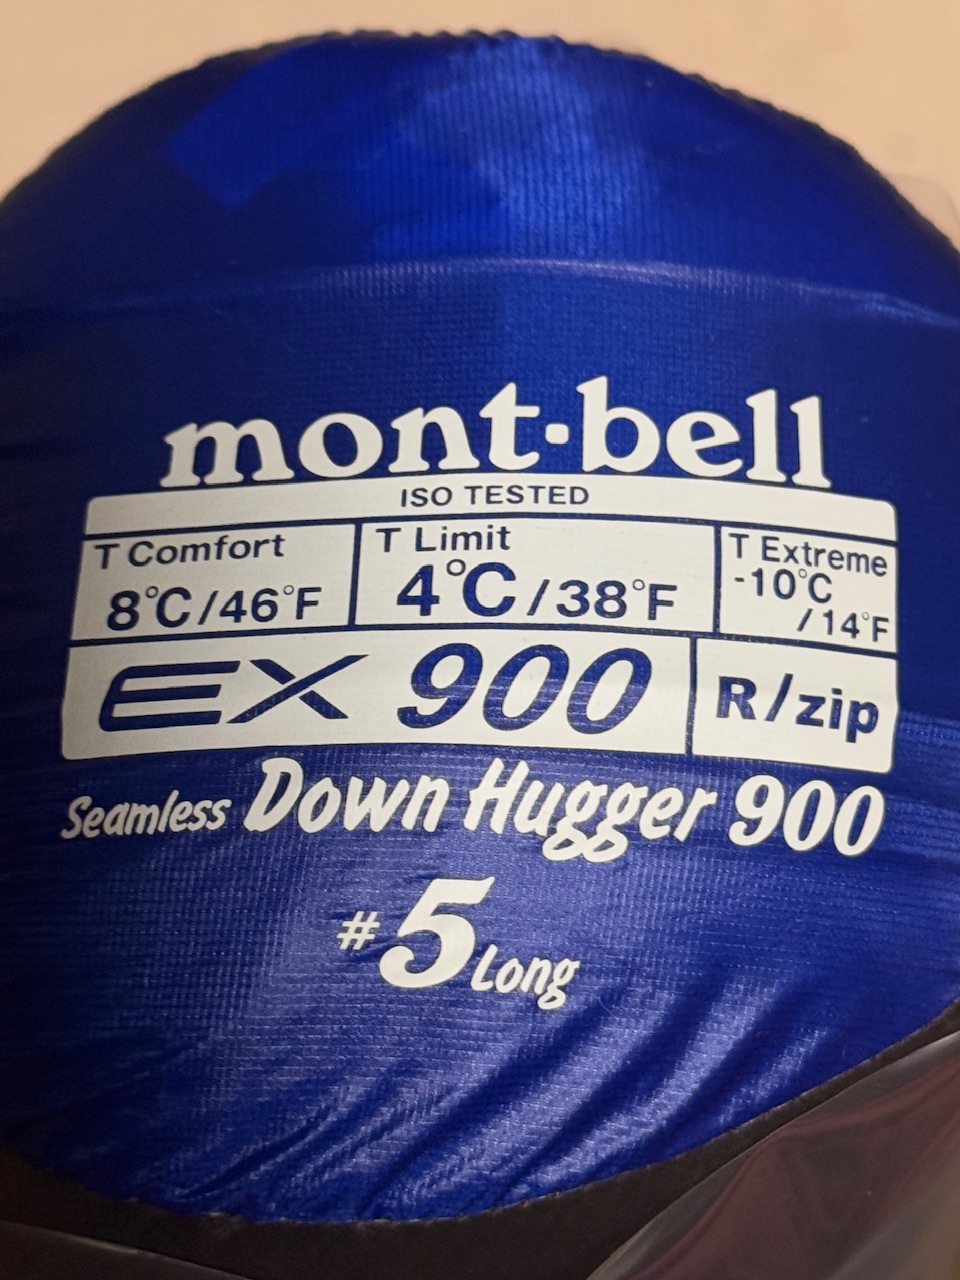 mont-bell
ISO TESTED
T Comfort
8°C/46°F
T Limit
4°C/38°F
T Extreme
-10°C
/14°F
EX 900
R/zip
Seamless Down Hugger 900
#5 Long